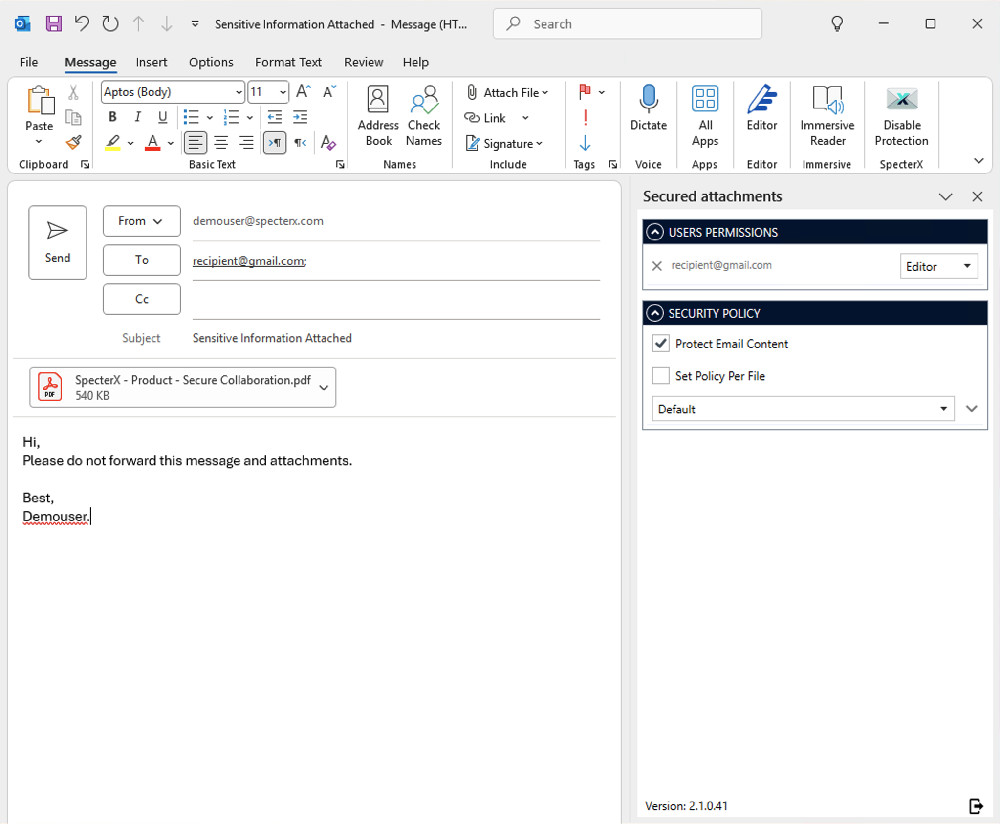 Sensitive Information Attached - Message (HT...
Search
File Message Insert Options Format Text Review Help
Paste
Clipboard
Aptos (Body) 11
B I U
Basic Text
Address Book
Check Names
Names
Attach File
Link
Signature
Include
Tags
Dictate
Voice
All Apps
Apps
Editor
Editor
Immersive Reader
Immersive
Disable Protection
SpecterX
Send
From demouser@specterx.com
To recipient@gmail.com;
Cc
Subject Sensitive Information Attached
PDF
SpecterX - Product - Secure Collaboration.pdf
540 KB
Hi,
Please do not forward this message and attachments.
Best,
Demouser.
Secured attachments
USERS PERMISSIONS
recipient@gmail.com Editor
SECURITY POLICY
Protect Email Content
Set Policy Per File
Default
Version: 2.1.0.41